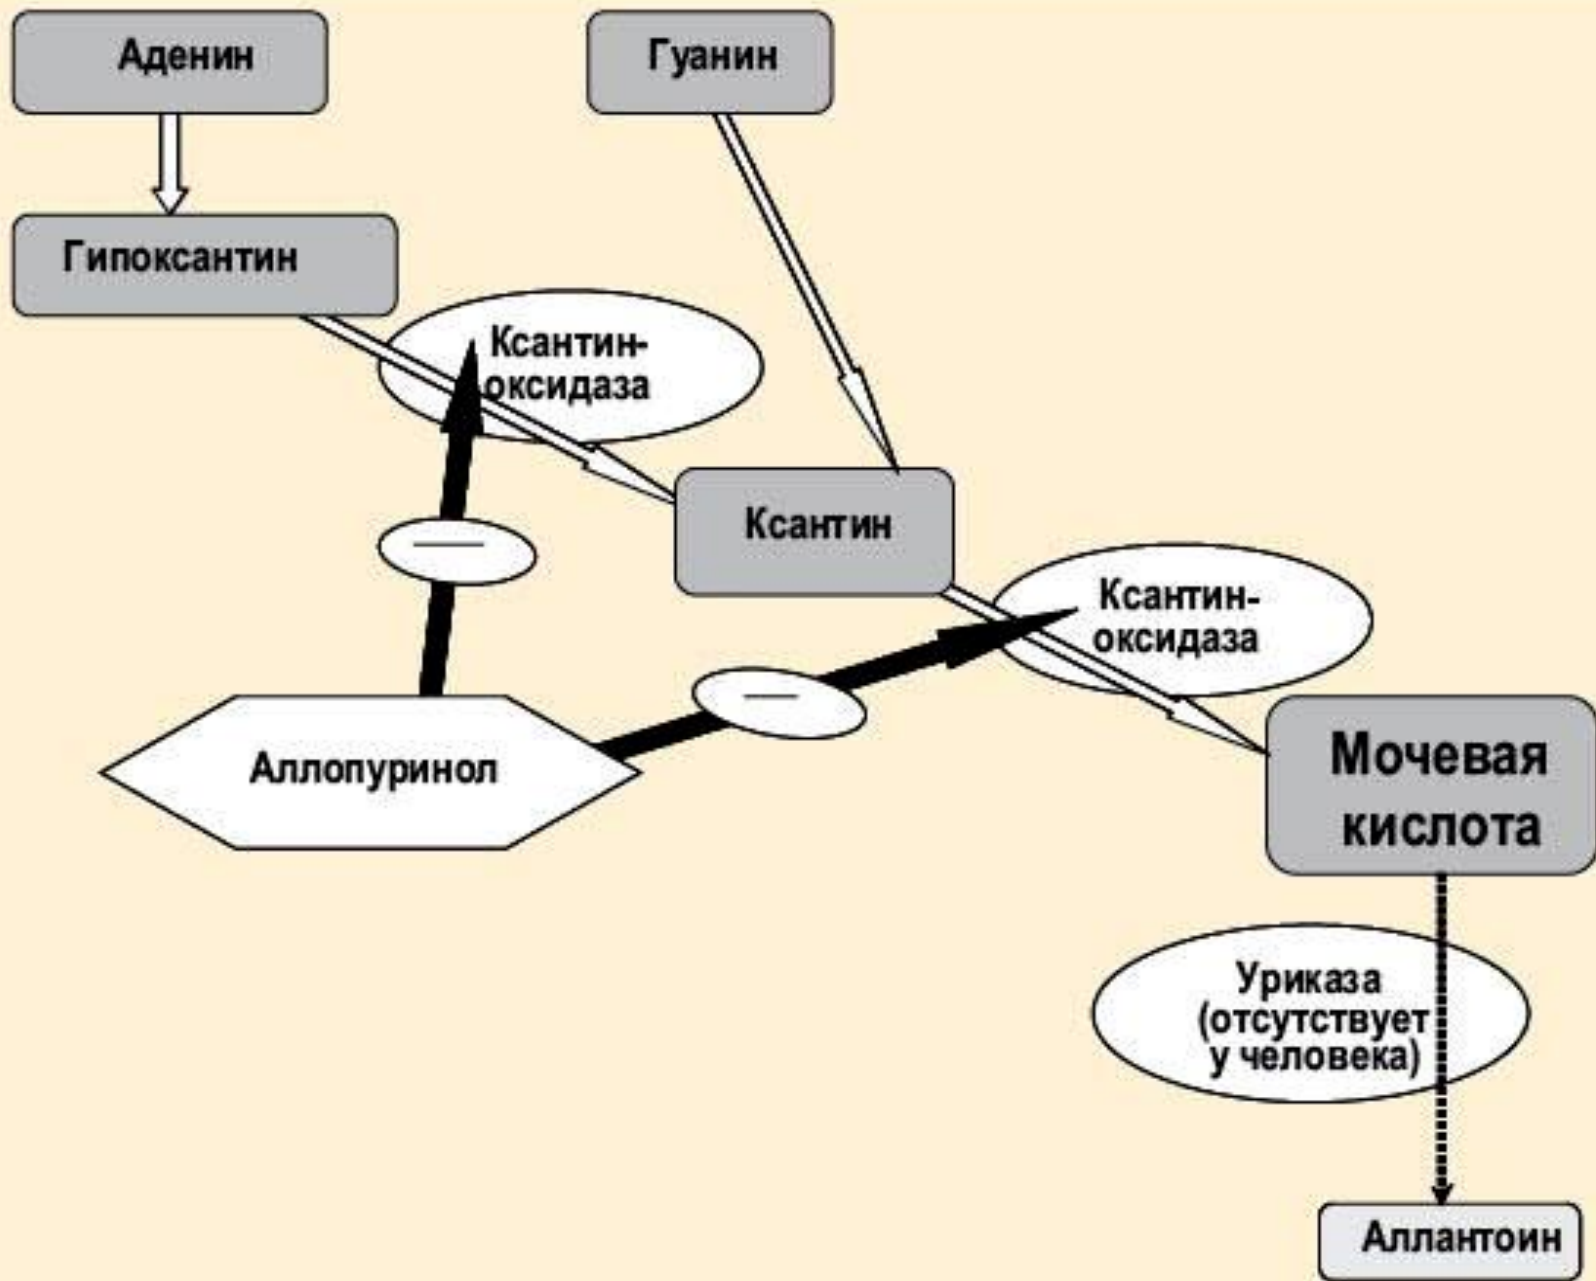 Аденин
Гуанин
Гипоксантин
Ксантин-
оксидаза
Ксантин
Ксантин-
оксидаза
Аллопуринол
Мочевая
кислота
Уриказа
(отсутствует
у человека)
Аллантоин